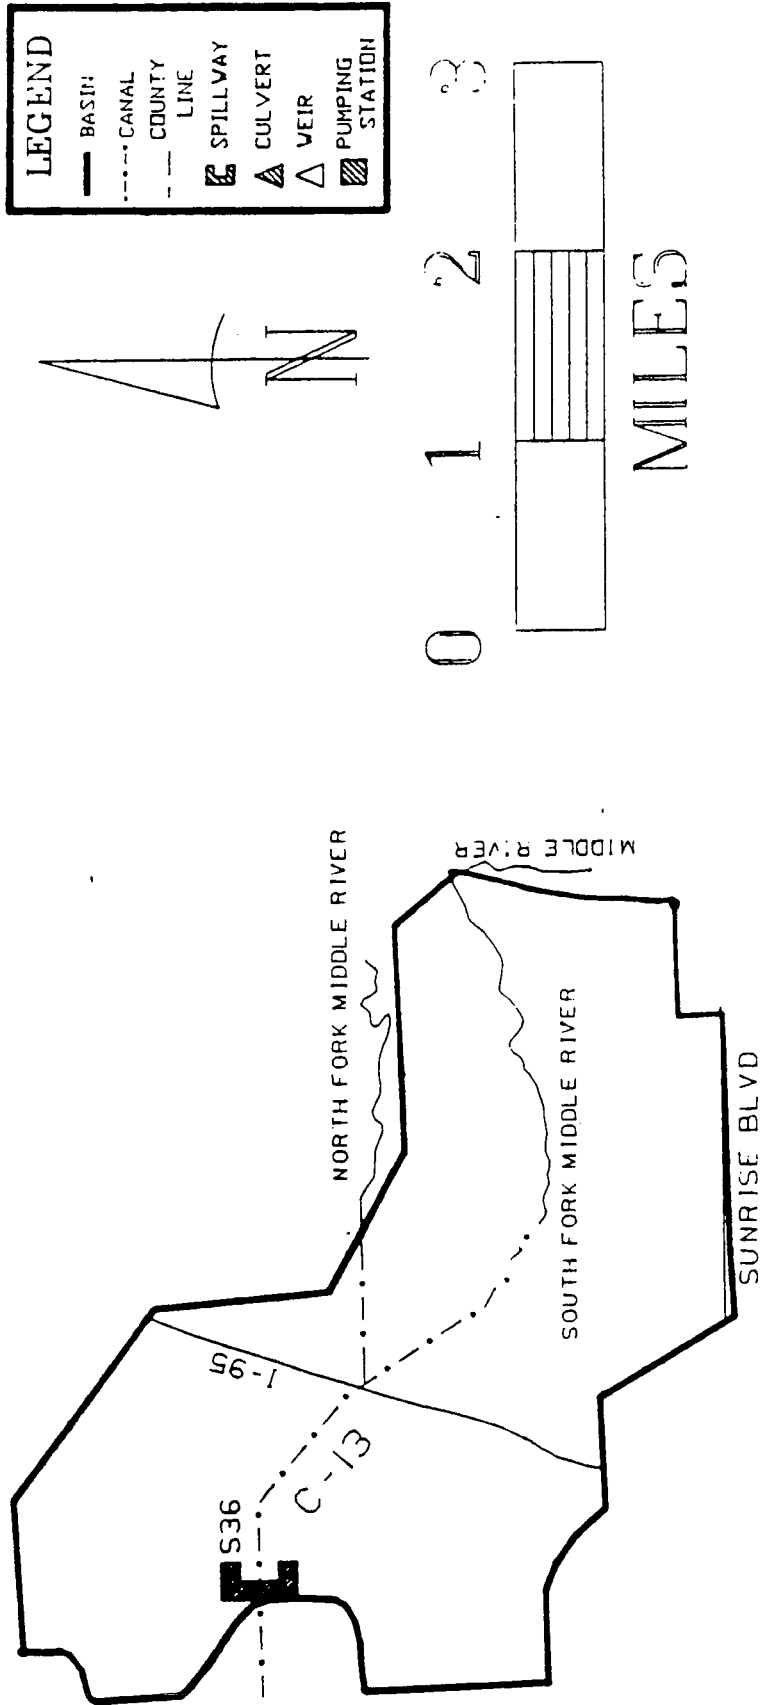 LEGEND
BASIN
CANAL
COUNTY
LINE
SPILLWAY
CULVERT
WEIR
PUMPING
STATION
N
0 1 2 3
MILES
NORTH FORK MIDDLE RIVER
MIDDLE RIVER
SOUTH FORK MIDDLE RIVER
I-95
S36
C-13
SUNRISE BLVD